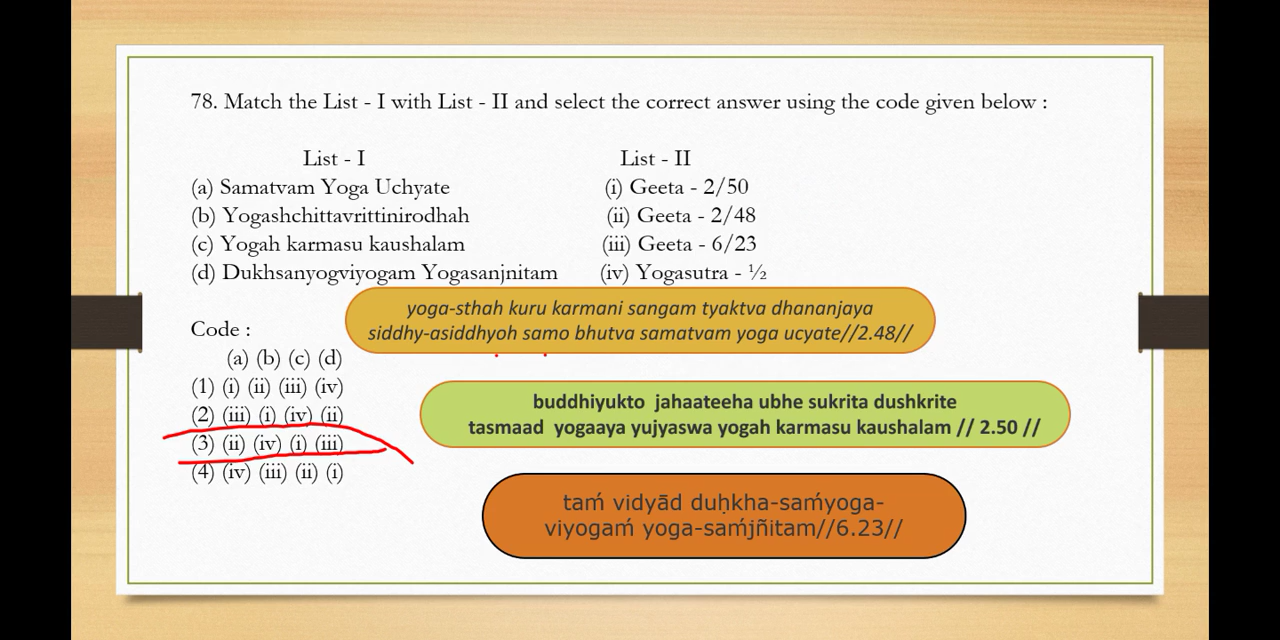 78. Match the List - I with List - II and select the correct answer using the code given below :
List - I List - II
(a) Samatvam Yoga Uchyate (i) Geeta - 2/50
(b) Yogashchittavrittinirodhah (ii) Geeta - 2/48
(c) Yogah karmasu kaushalam (iii) Geeta - 6/23
(d) Dukhsanyogviyogam Yogasanjnitam (iv) Yogasutra - ½
yoga-sthah kuru karmani sangam tyaktva dhananjaya
siddhy-asiddhyoh samo bhutva samatvam yoga ucyate//2.48//
Code :
(a) (b) (c) (d)
(1) (i) (ii) (iii) (iv)
(2) (iii) (i) (iv) (ii)
(3) (ii) (iv) (i) (iii)
(4) (iv) (iii) (ii) (i)
buddhiyukto jahaateeha ubhe sukrita dushkrite
tasmaad yogaaya yujyaswa yogah karmasu kaushalam // 2.50 //
taḿ vidyād duḥkha-saḿyoga-
viyogaḿ yoga-saḿjñitam//6.23//